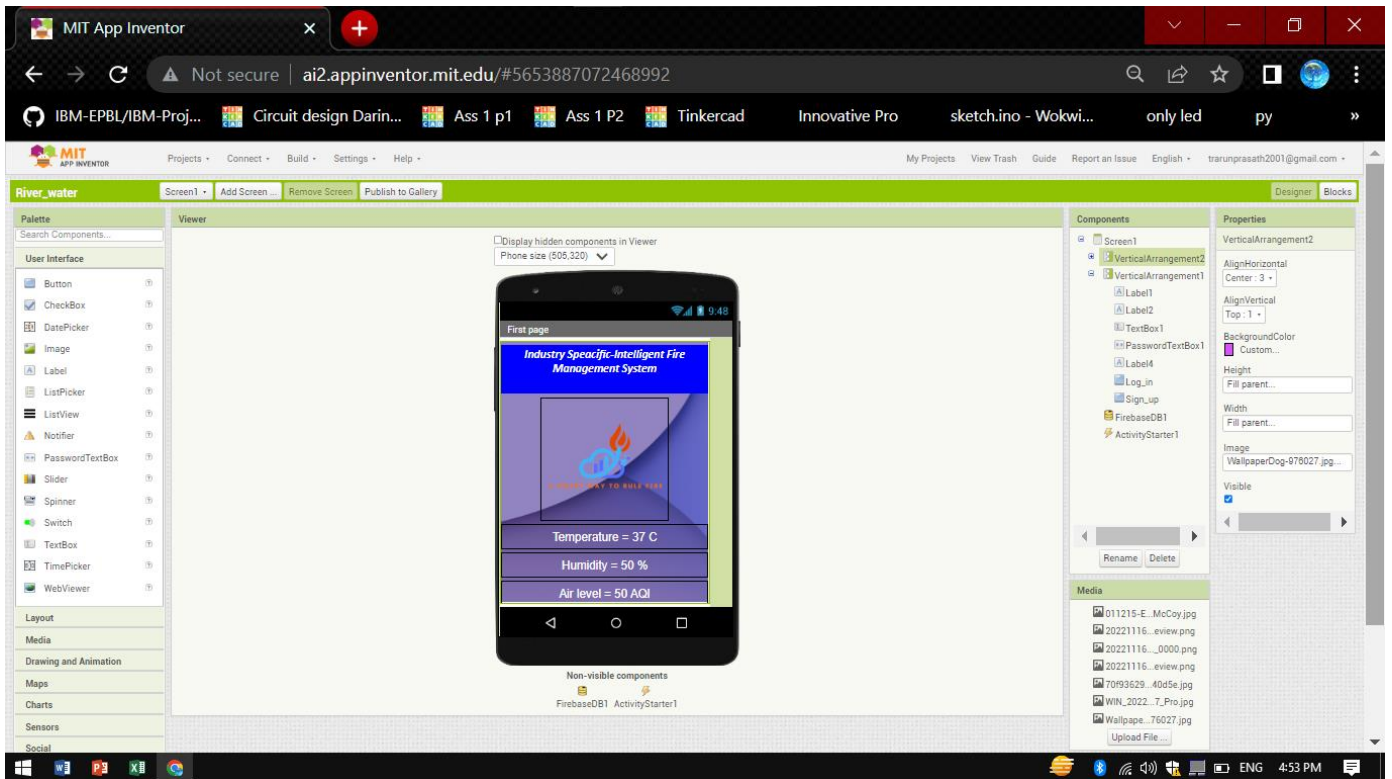 MIT App Inventor
Not secure | ai2.appinventor.mit.edu/#5653887072468992
IBM-EPBL/IBM-Proj... Circuit design Darin... Ass 1 p1 Ass 1 P2 Tinkercad Innovative Pro sketch.ino - Wokwi... only led py »
MIT APP INVENTOR Projects Connect Build Settings Help My Projects View Trash Guide Report an Issue English trarunprasath2001@gmail.com
River_water Screen1 Add Screen ... Remove Screen Publish to Gallery Designer Blocks
Palette
Search Components...
User Interface
Button
CheckBox
DatePicker
Image
Label
ListPicker
ListView
Notifier
PasswordTextBox
Slider
Spinner
Switch
TextBox
TimePicker
WebViewer
Layout
Media
Drawing and Animation
Maps
Charts
Sensors
Social
Viewer
Display hidden components in Viewer
Phone size (505,320)
9:48
First page
Industry Speacific-Intelligent Fire
Management System
WAY TO RULE FIRE
Temperature = 37 C
Humidity = 50 %
Air level = 50 AQI
Non-visible components
FirebaseDB1 ActivityStarter1
Components
Screen1
VerticalArrangement2
VerticalArrangement1
Label1
Label2
TextBox1
PasswordTextBox1
Label4
Log_in
Sign_up
FirebaseDB1
ActivityStarter1
Rename Delete
Media
011215-E...McCoy.jpg
20221116...eview.png
20221116..._0000.png
20221116...eview.png
70f93629...40d5e.jpg
WIN_2022...7_Pro.jpg
Wallpape...76027.jpg
Upload File ...
Properties
VerticalArrangement2
AlignHorizontal
Center : 3
AlignVertical
Top : 1
BackgroundColor
Custom...
Height
Fill parent...
Width
Fill parent...
Image
WallpaperDog-976027.jpg...
Visible
ENG 4:53 PM